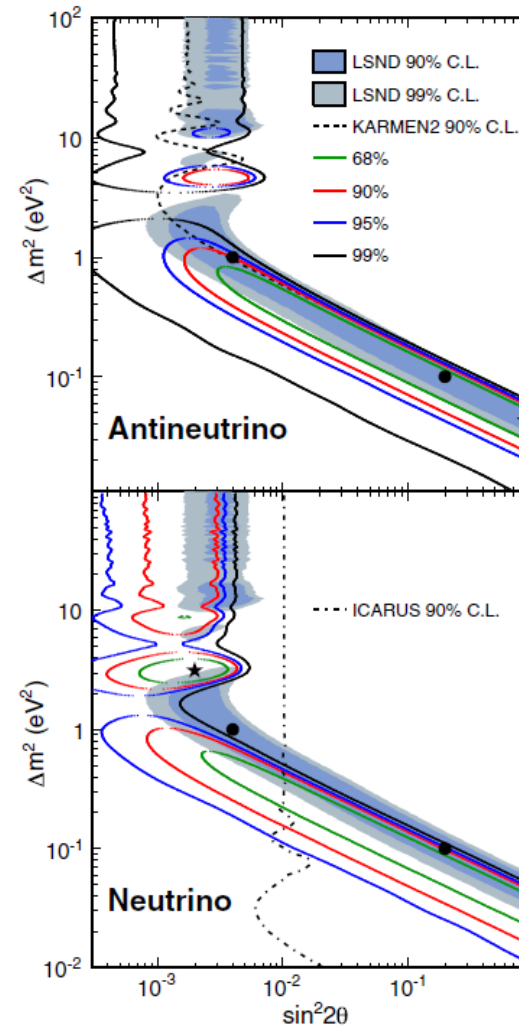 10²
LSND 90% C.L.
LSND 99% C.L.
KARMEN2 90% C.L.
68%
90%
95%
99%
10
1
10⁻¹
Δm² (eV²)
Antineutrino
ICARUS 90% C.L.
10
1
10⁻¹
10⁻²
Δm² (eV²)
Neutrino
10⁻³
10⁻²
10⁻¹
sin²2θ